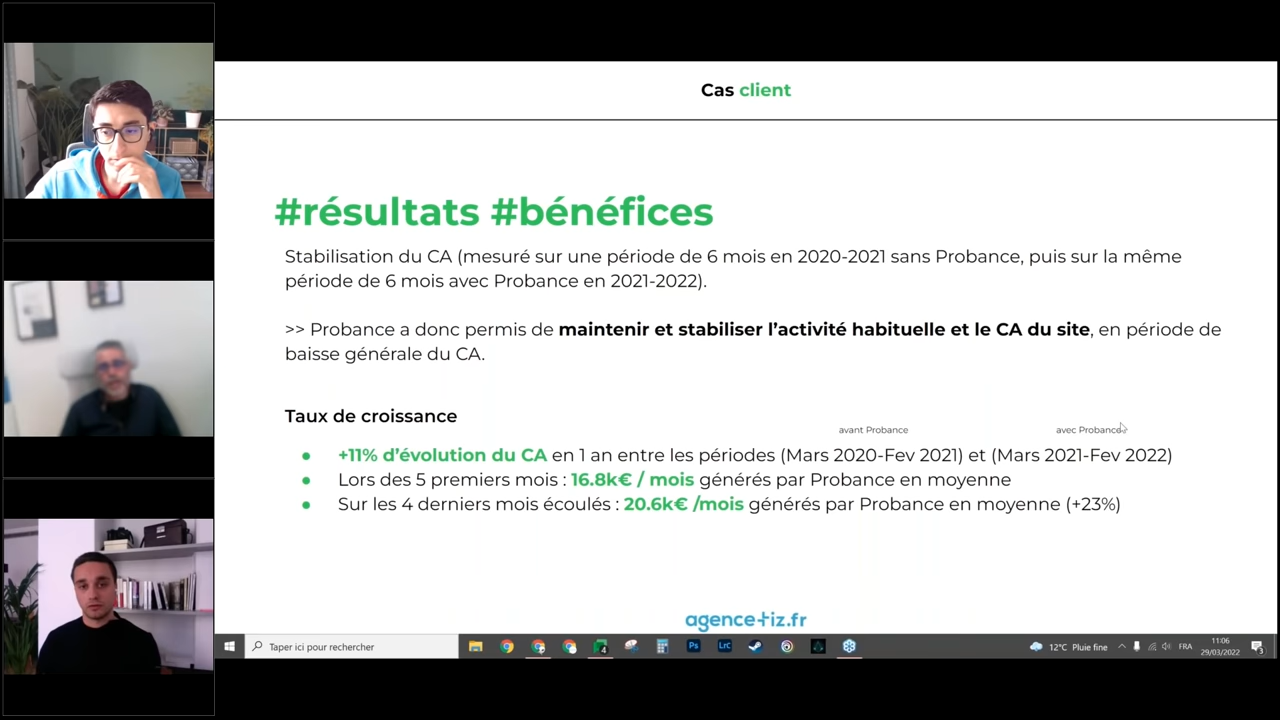 Cas client
#résultats #bénéfices
Stabilisation du CA (mesuré sur une période de 6 mois en 2020-2021 sans Probance, puis sur la même
période de 6 mois avec Probance en 2021-2022).
>> Probance a donc permis de maintenir et stabiliser l’activité habituelle et le CA du site, en période de
baisse générale du CA.
Taux de croissance
avant Probance
avec Probance
+11% d’évolution du CA en 1 an entre les périodes (Mars 2020-Fev 2021) et (Mars 2021-Fev 2022)
Lors des 5 premiers mois : 16.8k€ / mois générés par Probance en moyenne
Sur les 4 derniers mois écoulés : 20.6k€ /mois générés par Probance en moyenne (+23%)
agence-tiz.fr
Taper ici pour rechercher
4
Ps
LrC
12°C Pluie fine
FRA
11:06
29/03/2022
3